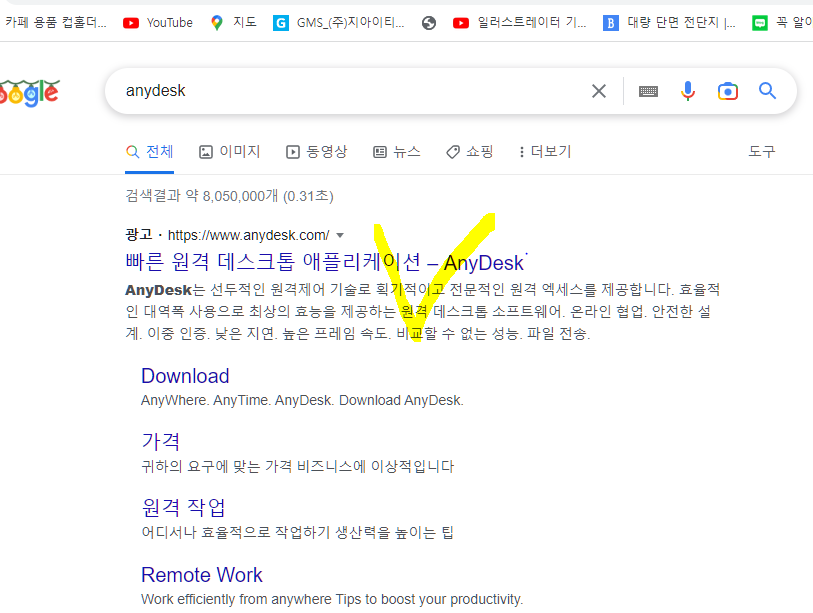 카페 용품 컵홀더... YouTube 지도 GMS_(주)지아이티... 일러스트레이터 기... 대량 단면 전단지 |... 꼭 알아
oogle
anydesk
전체 이미지 동영상 뉴스 쇼핑 더보기 도구
검색결과 약 8,050,000개 (0.31초)
광고 · https://www.anydesk.com/
빠른 원격 데스크톱 애플리케이션 – AnyDesk
AnyDesk는 선두적인 원격제어 기술로 획기적이고 전문적인 원격 엑세스를 제공합니다. 효율적
인 대역폭 사용으로 최상의 효능을 제공하는 원격 데스크톱 소프트웨어. 온라인 협업. 안전한 설
계. 이중 인증. 낮은 지연. 높은 프레임 속도. 비교할 수 없는 성능. 파일 전송.
Download
AnyWhere. AnyTime. AnyDesk. Download AnyDesk.
가격
귀하의 요구에 맞는 가격 비즈니스에 이상적입니다
원격 작업
어디서나 효율적으로 작업하기 생산력을 높이는 팁
Remote Work
Work efficiently from anywhere Tips to boost your productivity.